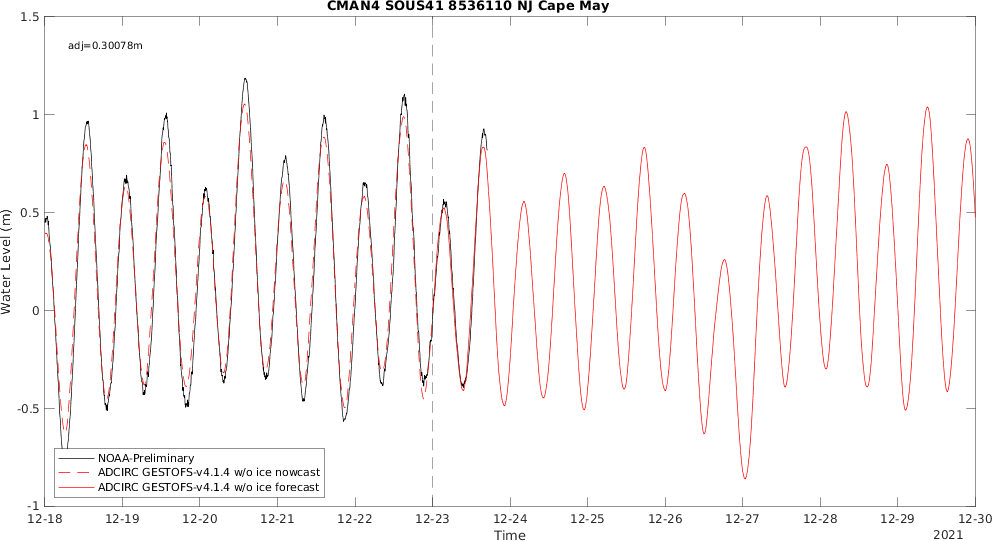 CMAN4 SOUS41 8536110 NJ Cape May
adj=0.30078m
1.5
1
0.5
0
-0.5
-1
Water Level (m)
NOAA-Preliminary
ADCIRC GESTOFS-v4.1.4 w/o ice nowcast
ADCIRC GESTOFS-v4.1.4 w/o ice forecast
12-18 12-19 12-20 12-21 12-22 12-23 12-24 12-25 12-26 12-27 12-28 12-29 12-30
Time
2021